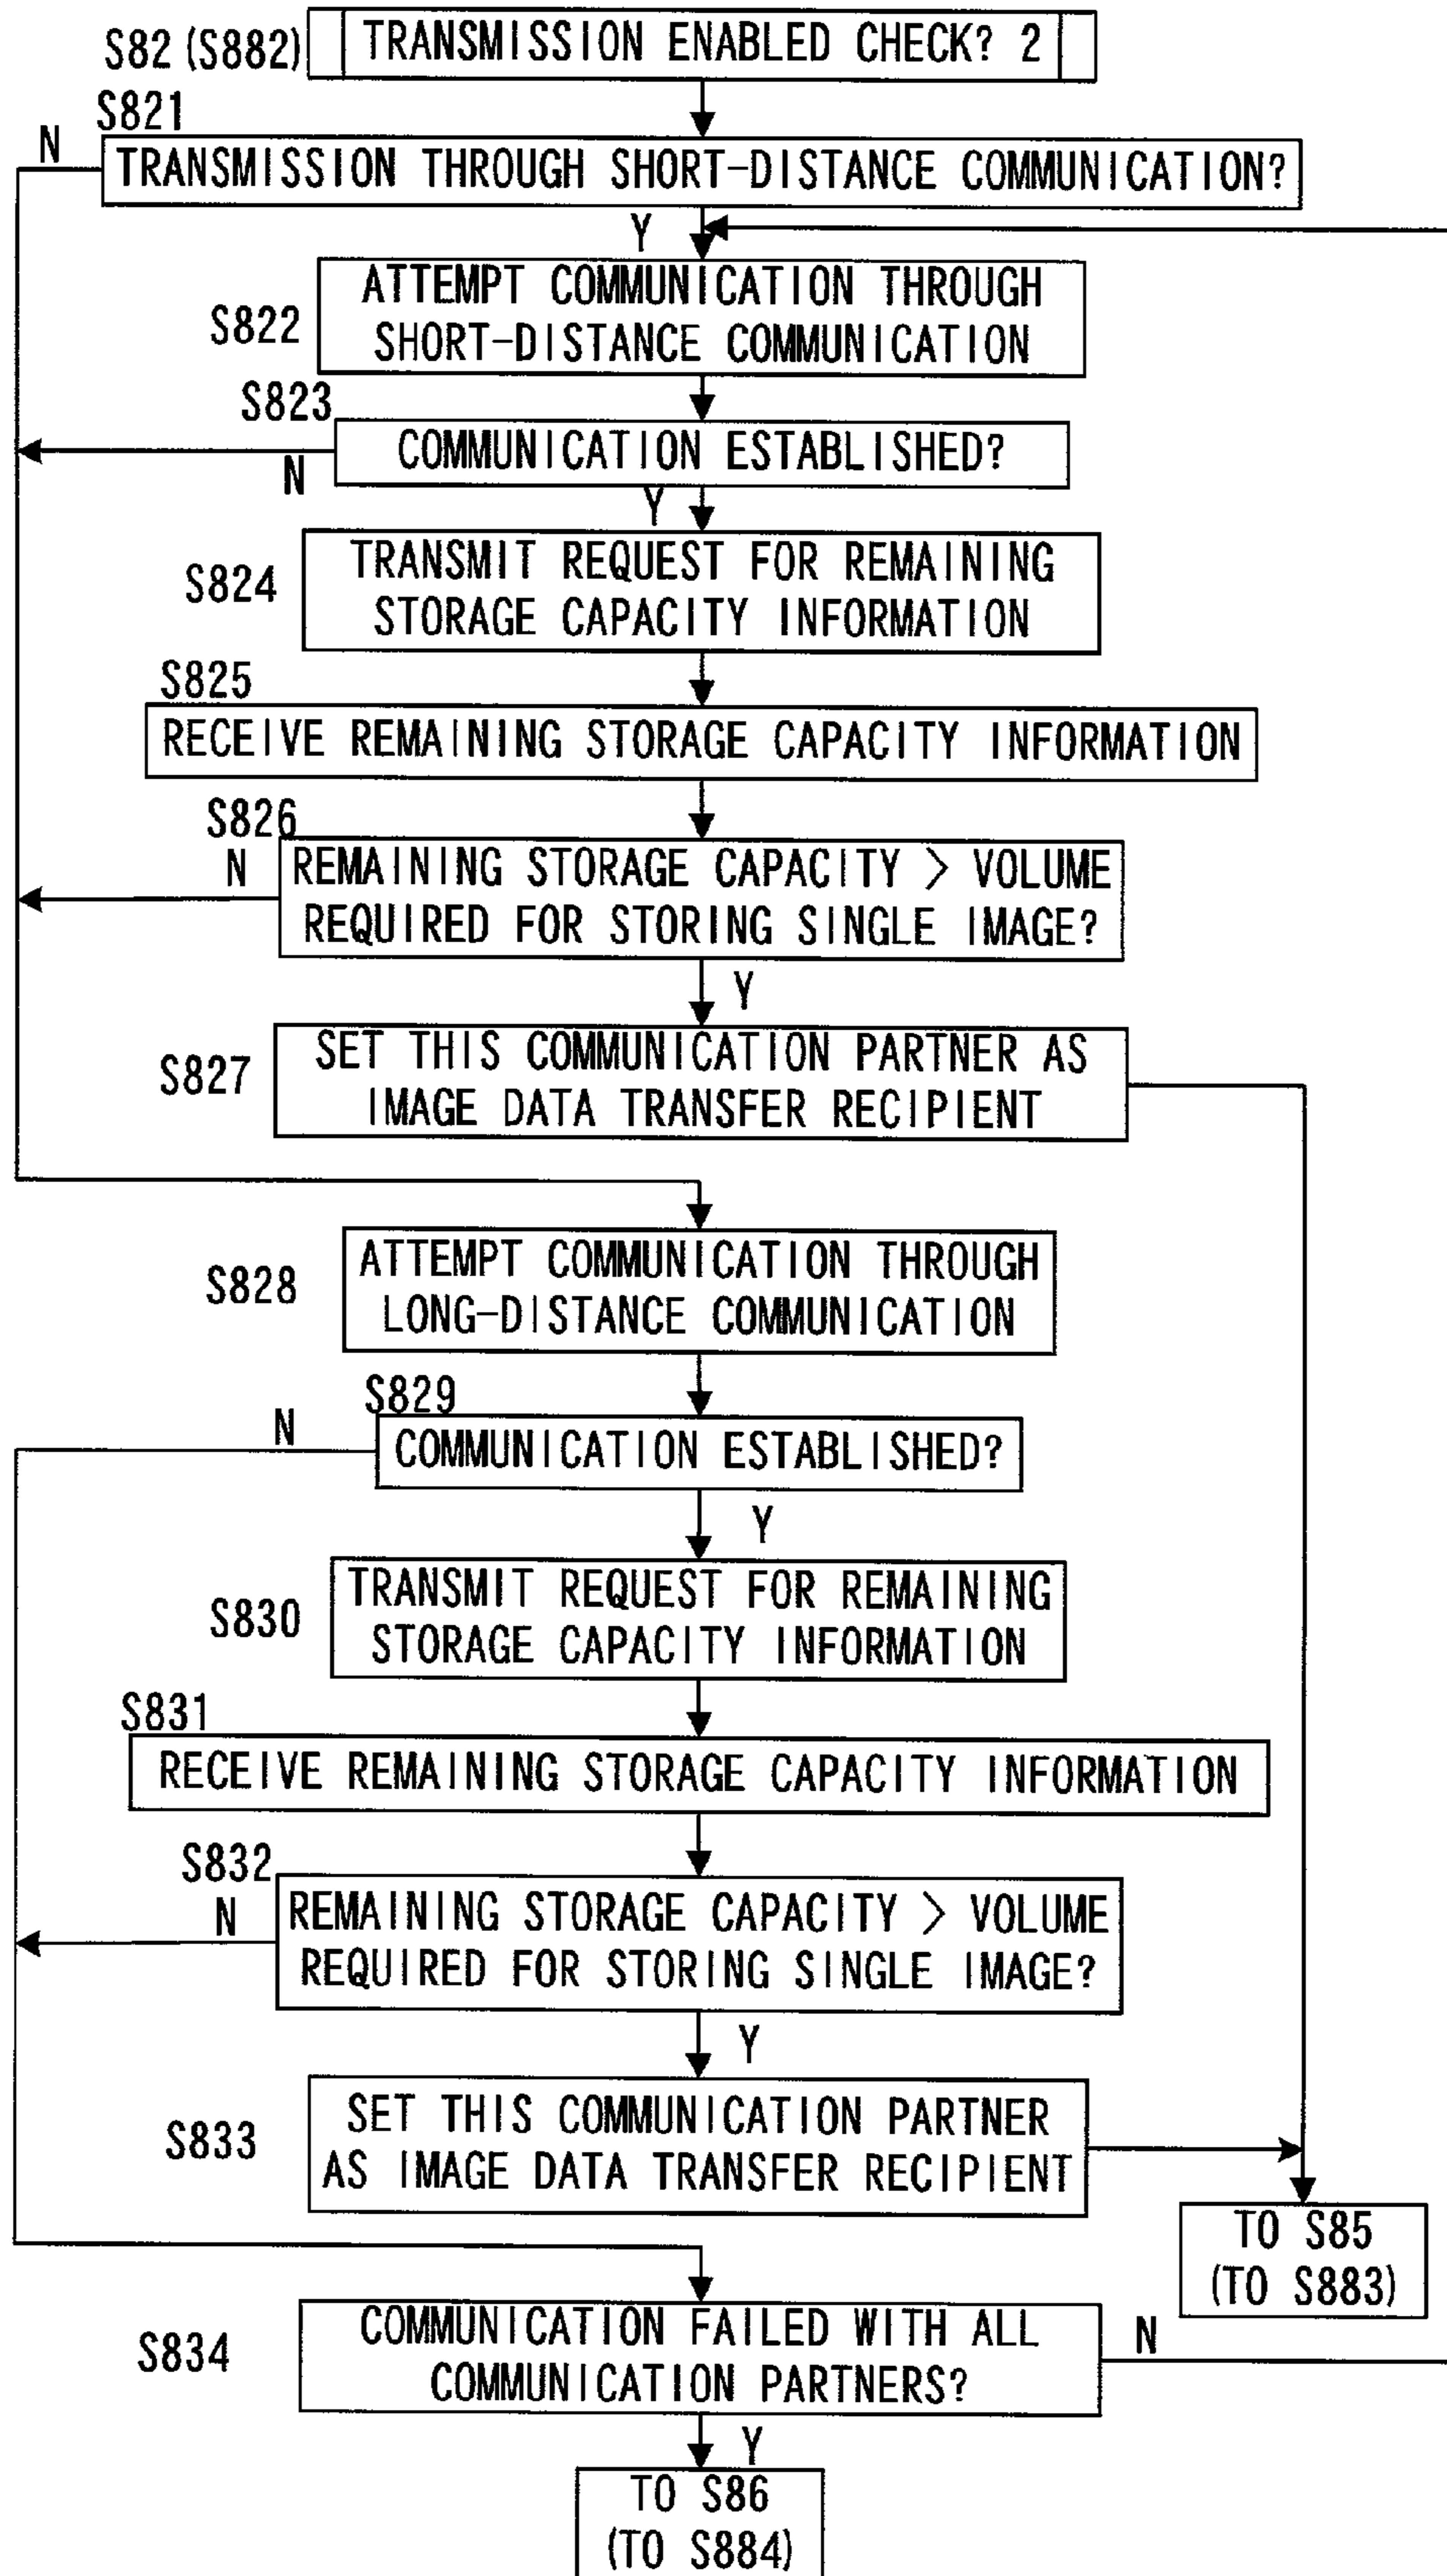 S82 (S882)
TRANSMISSION ENABLED CHECK? 2
S821
N
TRANSMISSION THROUGH SHORT-DISTANCE COMMUNICATION?
Y
S822
ATTEMPT COMMUNICATION THROUGH
SHORT-DISTANCE COMMUNICATION
S823
COMMUNICATION ESTABLISHED?
N
Y
S824
TRANSMIT REQUEST FOR REMAINING
STORAGE CAPACITY INFORMATION
S825
RECEIVE REMAINING STORAGE CAPACITY INFORMATION
S826
N
REMAINING STORAGE CAPACITY > VOLUME
REQUIRED FOR STORING SINGLE IMAGE?
Y
S827
SET THIS COMMUNICATION PARTNER AS
IMAGE DATA TRANSFER RECIPIENT
S828
ATTEMPT COMMUNICATION THROUGH
LONG-DISTANCE COMMUNICATION
S829
N
COMMUNICATION ESTABLISHED?
Y
S830
TRANSMIT REQUEST FOR REMAINING
STORAGE CAPACITY INFORMATION
S831
RECEIVE REMAINING STORAGE CAPACITY INFORMATION
S832
N
REMAINING STORAGE CAPACITY > VOLUME
REQUIRED FOR STORING SINGLE IMAGE?
Y
S833
SET THIS COMMUNICATION PARTNER
AS IMAGE DATA TRANSFER RECIPIENT
TO S85
(TO S883)
S834
COMMUNICATION FAILED WITH ALL
COMMUNICATION PARTNERS?
N
Y
TO S86
(TO S884)